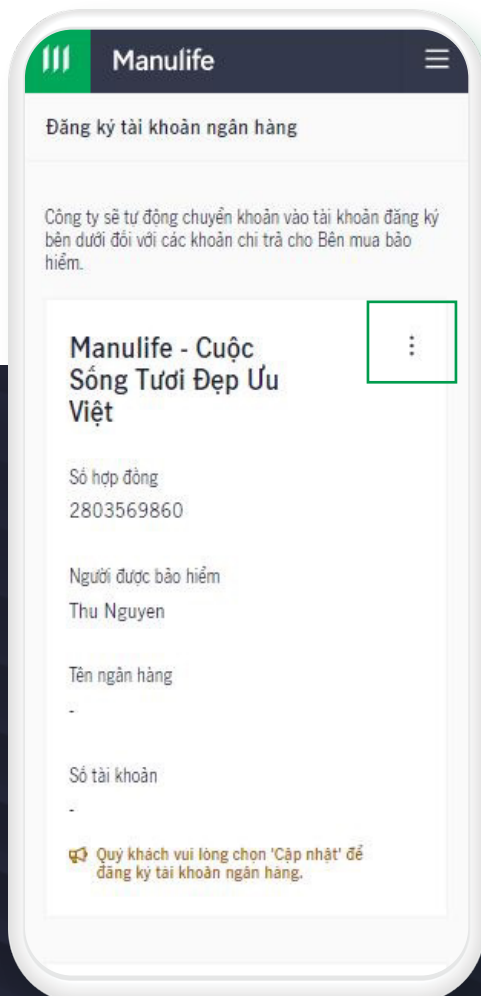 Manulife
Đăng ký tài khoản ngân hàng
Công ty sẽ tự động chuyển khoản vào tài khoản đăng ký
bên dưới đối với các khoản chi trả cho Bên mua bảo
hiểm.
Manulife - Cuộc
Sống Tươi Đẹp Ưu
Việt
Số hợp đồng
2803569860
Người được bảo hiểm
Thu Nguyen
Tên ngân hàng
-
Số tài khoản
-
Quý khách vui lòng chọn 'Cập nhật' để
đăng ký tài khoản ngân hàng.